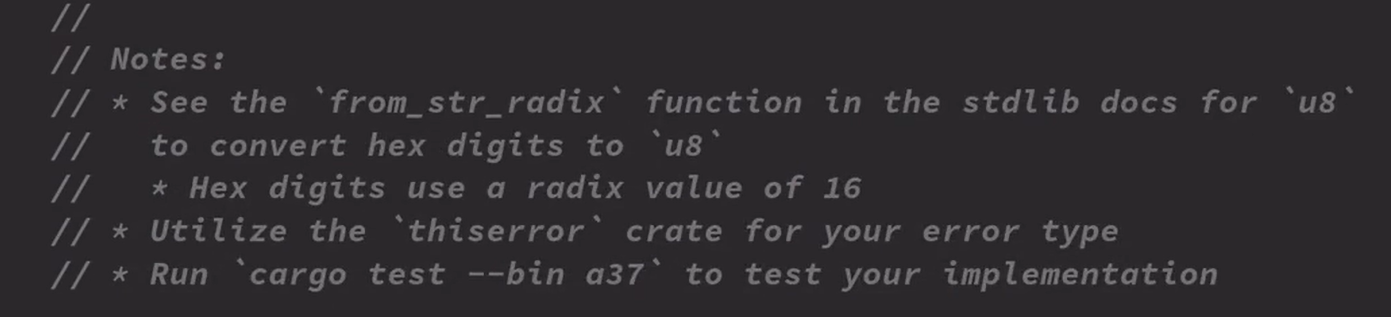 //
// Notes:
// * See the `from_str_radix` function in the stdlib docs for `u8`
//   to convert hex digits to `u8`
//   * Hex digits use a radix value of 16
// * Utilize the `thiserror` crate for your error type
// * Run `cargo test --bin a37` to test your implementation